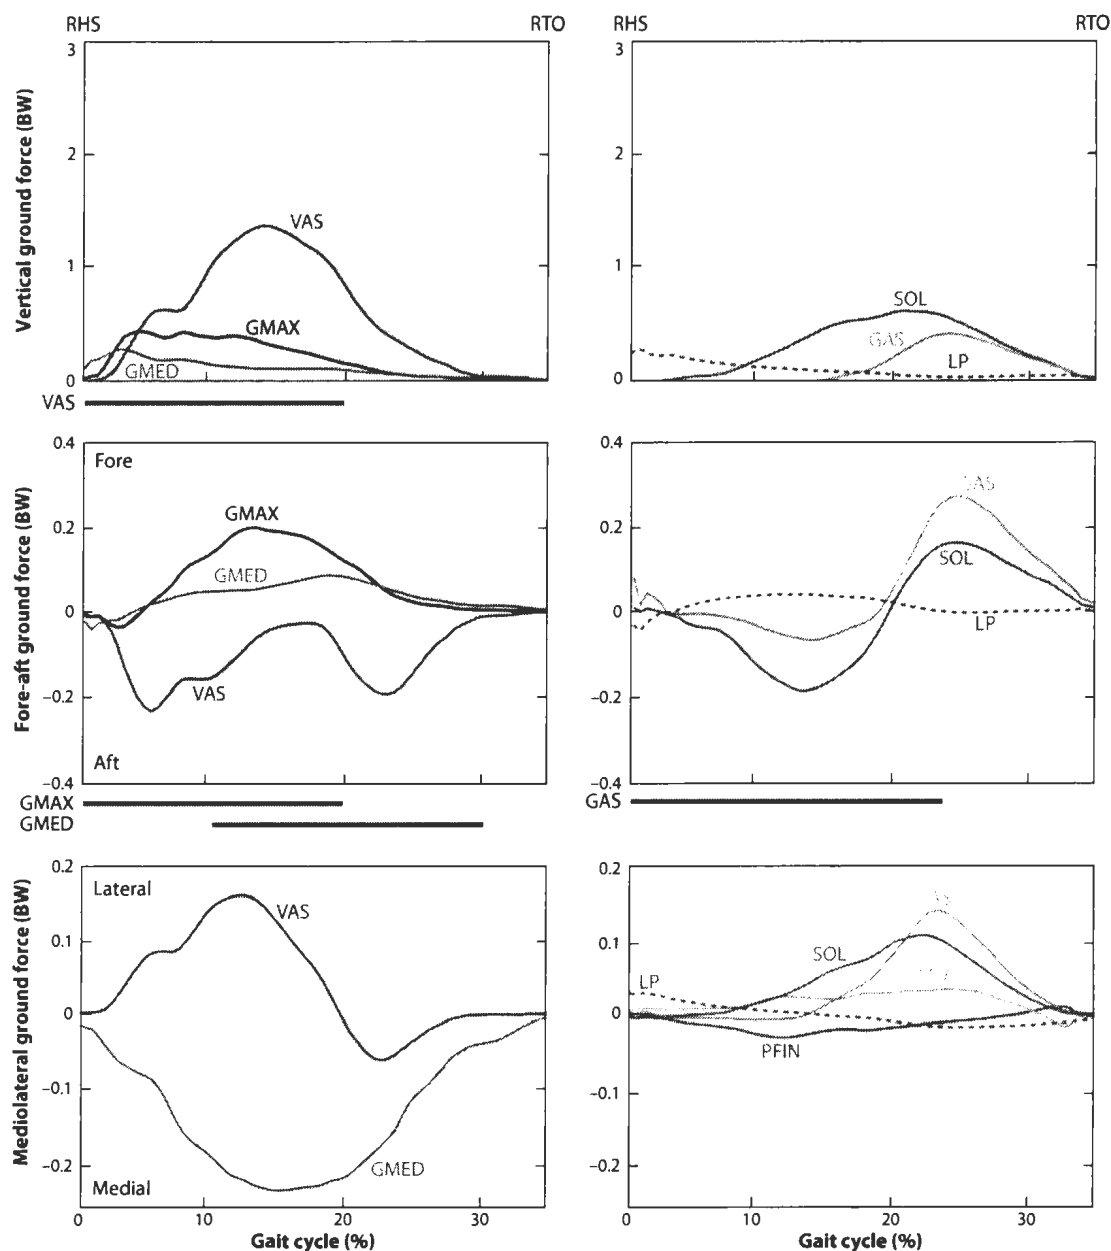 RHS RTO RHS RTO
Vertical ground force (BW)
3
2
1
0
VAS
GMAX
GMED
3
2
1
0
SOL
GAS
LP
VAS
Fore-aft ground force (BW)
0.4
0.2
0
–0.2
–0.4
Fore
GMAX
GMED
VAS
Aft
0.4
0.2
0
–0.2
–0.4
SOL
LP
GMAX
GMED
GAS
Mediolateral ground force (BW)
0.2
0.1
0
–0.1
–0.2
Lateral
VAS
GMED
Medial
0 10 20 30
Gait cycle (%)
0.2
0.1
0
–0.1
–0.2
SOL
LP
PFIN
0 10 20 30
Gait cycle (%)